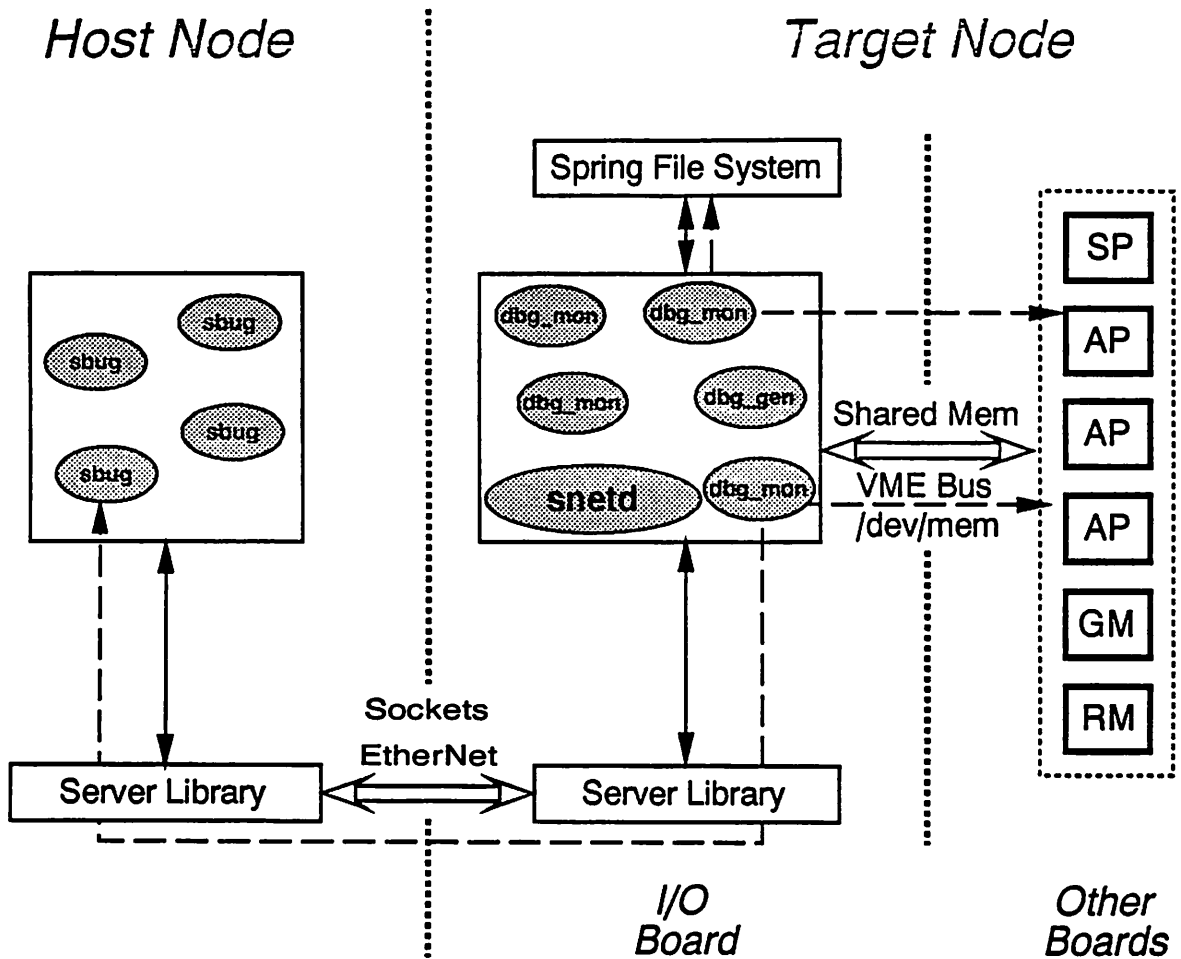 Host Node
Target Node
Spring File System
sbug
sbug
sbug
sbug
dbg_mon
dbg_mon
dbg_mon
dbg_gen
snetd
dbg_mon
Shared Mem
VME Bus
/dev/mem
SP
AP
AP
AP
GM
RM
Sockets
EtherNet
Server Library
Server Library
I/O
Board
Other
Boards